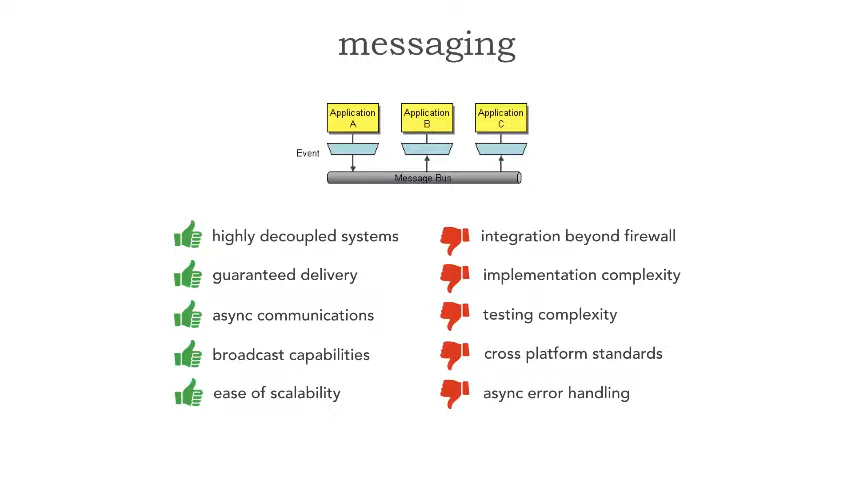 messaging
Application
A
Application
B
Application
C
Event
Message Bus
highly decoupled systems
guaranteed delivery
async communications
broadcast capabilities
ease of scalability
integration beyond firewall
implementation complexity
testing complexity
cross platform standards
async error handling